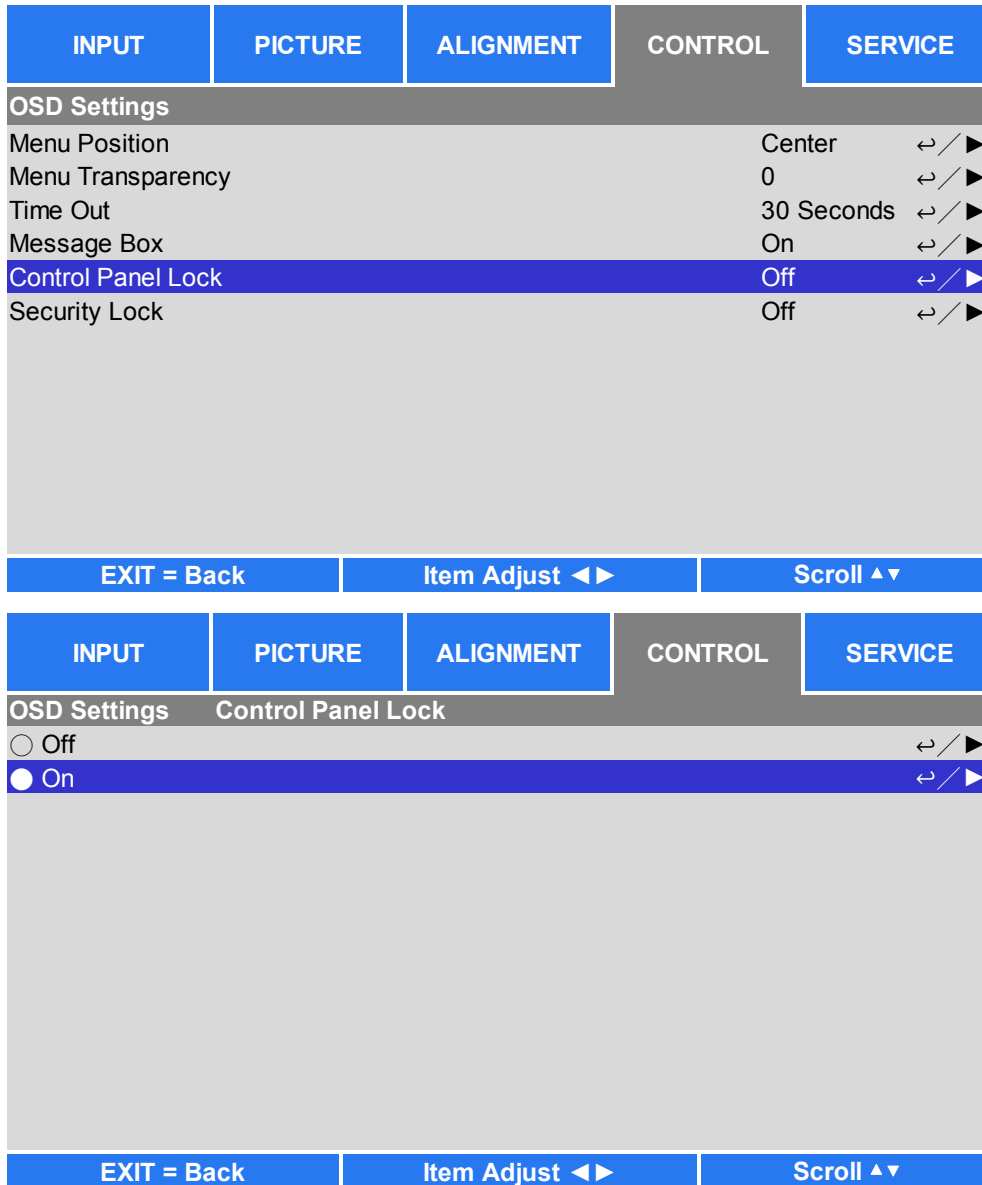 INPUT PICTURE ALIGNMENT CONTROL SERVICE
OSD Settings
Menu Position Center ↩/►
Menu Transparency 0 ↩/►
Time Out 30 Seconds ↩/►
Message Box On ↩/►
Control Panel Lock Off ↩/►
Security Lock Off ↩/►
EXIT = Back Item Adjust ◄► Scroll ▲▼
INPUT PICTURE ALIGNMENT CONTROL SERVICE
OSD Settings Control Panel Lock
○ Off ↩/►
● On ↩/►
EXIT = Back Item Adjust ◄► Scroll ▲▼